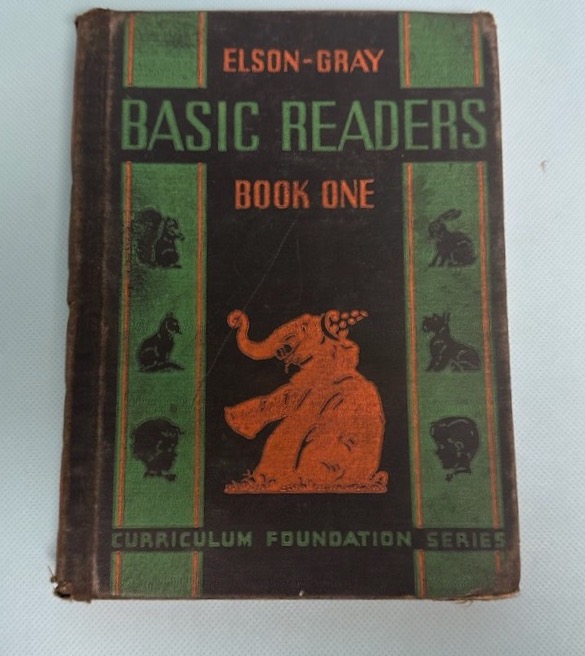 ELSON-GRAY
BASIC READERS
BOOK ONE
CURRICULUM FOUNDATION SERIES